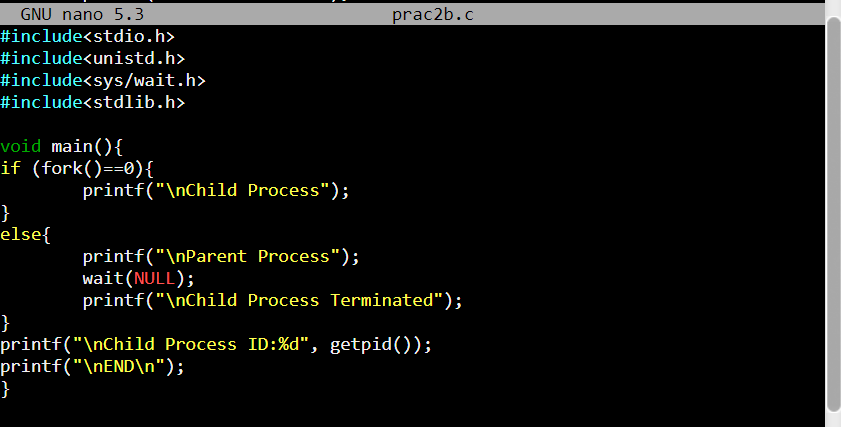 GNU nano 5.3 prac2b.c
#include<stdio.h>
#include<unistd.h>
#include<sys/wait.h>
#include<stdlib.h>
void main(){
if (fork()==0){
        printf("\nChild Process");
}
else{
        printf("\nParent Process");
        wait(NULL);
        printf("\nChild Process Terminated");
}
printf("\nChild Process ID:%d", getpid());
printf("\nEND\n");
}